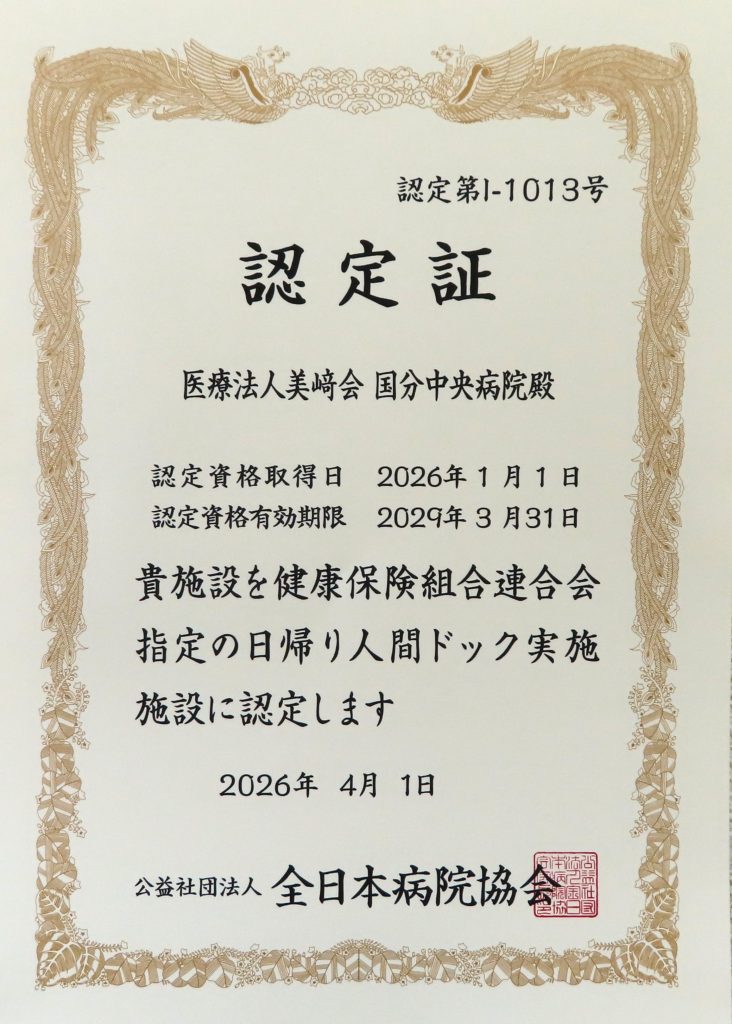 認定第I-1013号
認定証
医療法人美﨑会 国分中央病院殿
認定資格取得日 2026年 1月 1日
認定資格有効期限 2029年 3月31日
貴施設を健康保険組合連合会
指定の日帰り人間ドック実施
施設に認定します
2026年 4月 1日
公益社団法人 全日本病院協会